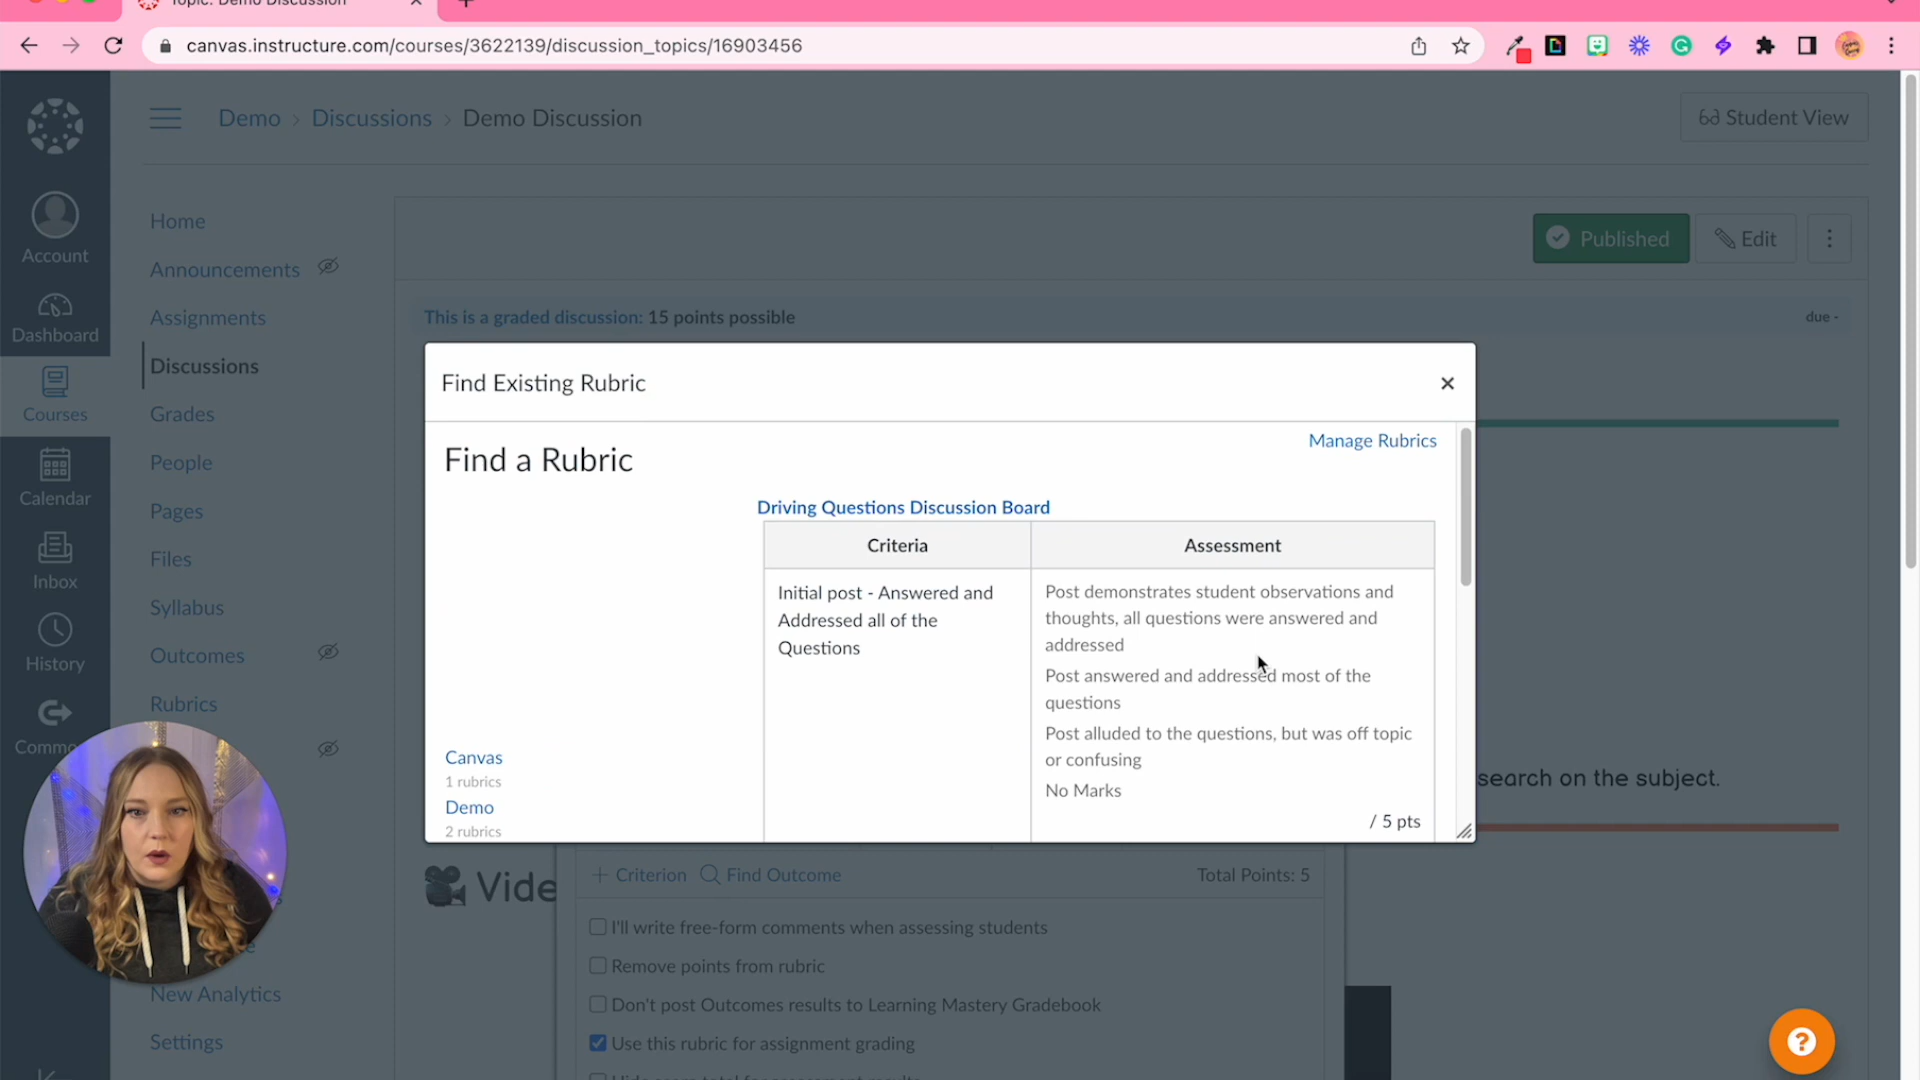 Topic: Demo Discussion
canvas.instructure.com/courses/3622139/discussion_topics/16903456
Demo › Discussions › Demo Discussion
Student View
Account
Dashboard
Courses
Calendar
Inbox
History
Commo
Home
Announcements
Assignments
Discussions
Grades
People
Pages
Files
Syllabus
Outcomes
Rubrics
New Analytics
Settings
Published
Edit
This is a graded discussion: 15 points possible
due -
Find Existing Rubric
Find a Rubric
Manage Rubrics
Driving Questions Discussion Board
Criteria
Assessment
Initial post - Answered and
Addressed all of the
Questions
Post demonstrates student observations and
thoughts, all questions were answered and
addressed
Post answered and addressed most of the
questions
Post alluded to the questions, but was off topic
or confusing
No Marks
/ 5 pts
Canvas
1 rubrics
Demo
2 rubrics
search on the subject.
Vide
Criterion
Find Outcome
Total Points: 5
I'll write free-form comments when assessing students
Remove points from rubric
Don't post Outcomes results to Learning Mastery Gradebook
Use this rubric for assignment grading